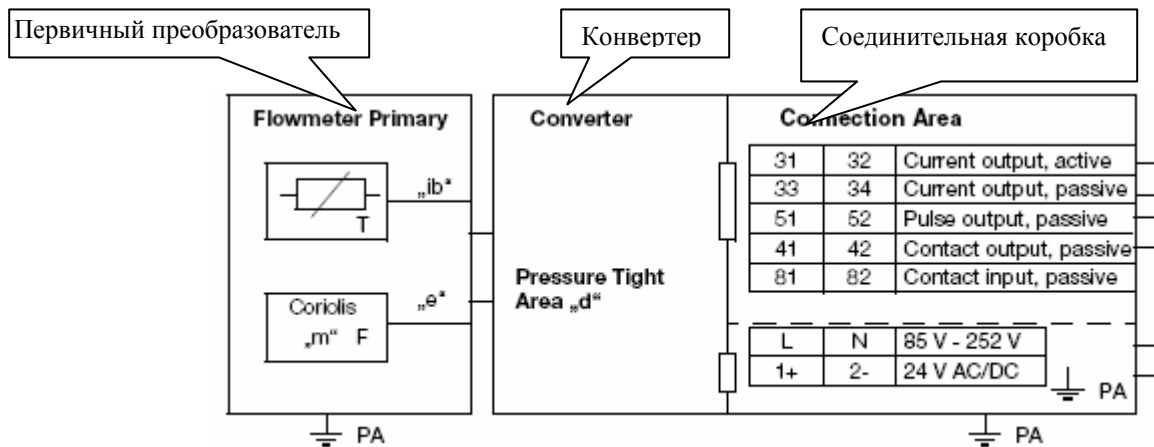 Первичный преобразователь
Конвертер
Соединительная коробка
Flowmeter Primary
Converter
Connection Area
„ib“
T
Coriolis
„m“ F
„e“
Pressure Tight
Area „d“
31 32 Current output, active
33 34 Current output, passive
51 52 Pulse output, passive
41 42 Contact output, passive
81 82 Contact input, passive
L N 85 V - 252 V
1+ 2- 24 V AC/DC
PA
PA
PA